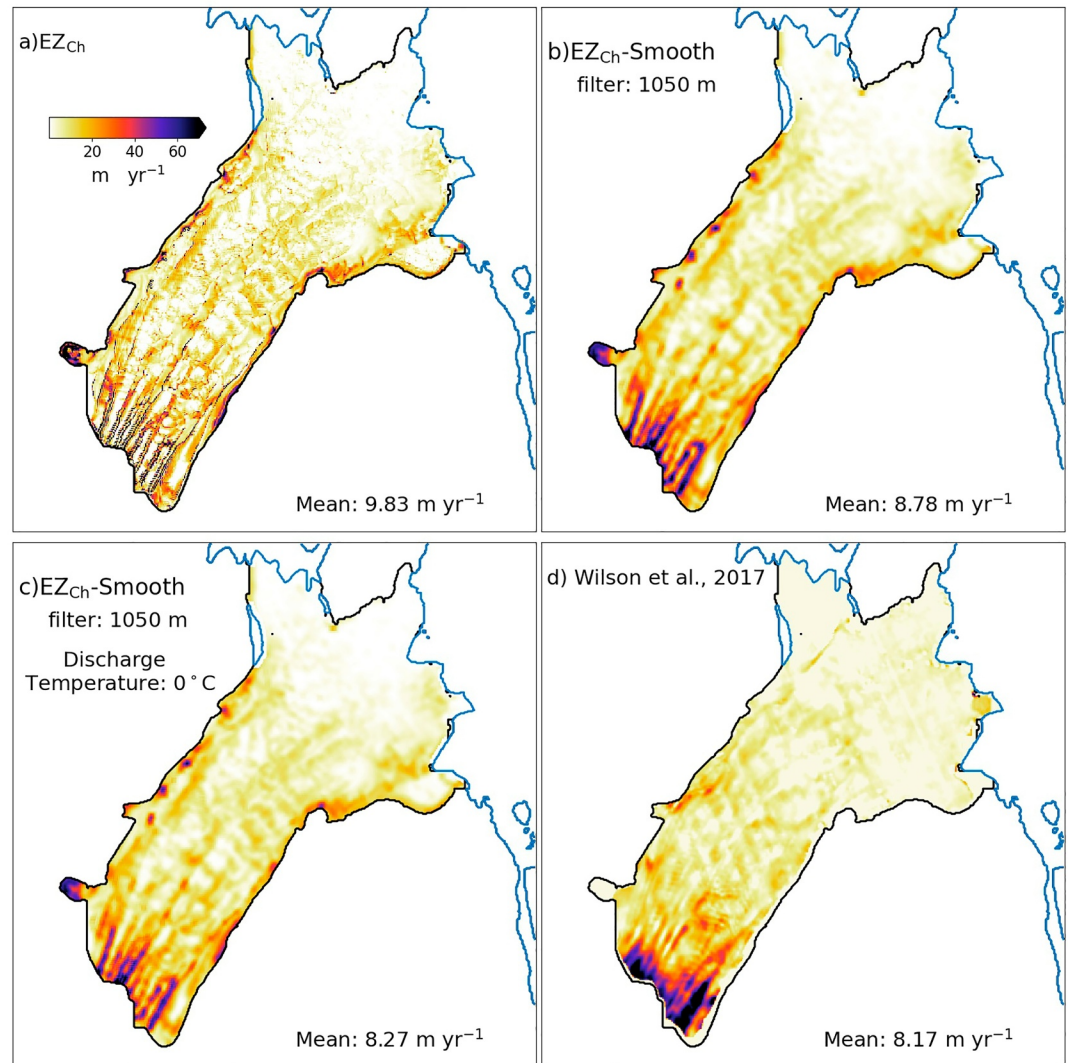 a)EZCh
20 40 60
m yr−1
Mean: 9.83 m yr−1
b)EZCh-Smooth
filter: 1050 m
Mean: 8.78 m yr−1
c)EZCh-Smooth
filter: 1050 m
Discharge
Temperature: 0°C
Mean: 8.27 m yr−1
d) Wilson et al., 2017
Mean: 8.17 m yr−1